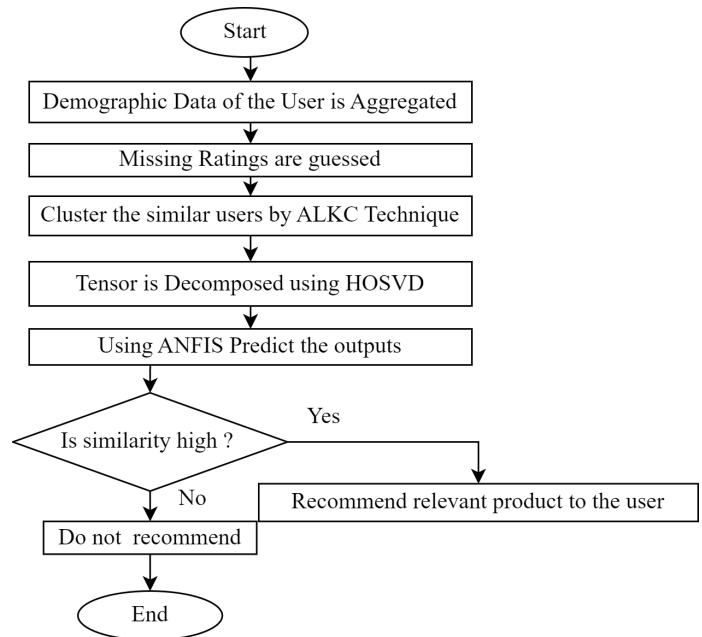 Start
Demographic Data of the User is Aggregated
Missing Ratings are guessed
Cluster the similar users by ALKC Technique
Tensor is Decomposed using HOSVD
Using ANFIS Predict the outputs
Is similarity high ?
Yes
No
Recommend relevant product to the user
Do not recommend
End